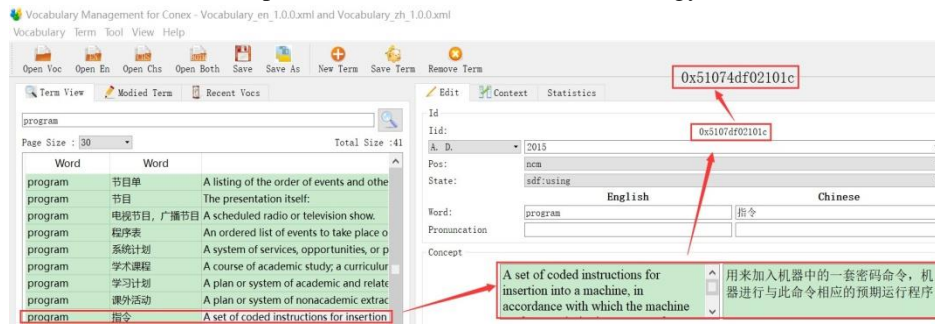 Vocabulary Management for Conex - Vocabulary_en_1.0.0xml and Vocabulary_zh_1.0.0.xml
Vocabulary Term Tool View Help
Open Voc Open En Open Chs Open Both Save Save As New Term Save Term Remove Term
0x51074df02101c
Term View Modied Term Recent Vocs
Edit Context Statistics
program
Page Size : 30 Total Size :41
Word Word
program 节目单 A listing of the order of events and othe
program 节目 The presentation itself:
program 电视节目，广播节目 A scheduled radio or television show.
program 程序表 An ordered list of events to take place o
program 系统计划 A system of services, opportunities, or p
program 学术课程 A course of academic study; a curriculur
program 学习计划 A plan or system of academic and relate
program 课外活动 A plan or system of nonacademic extrac
program 指令 A set of coded instructions for insertion
Id
Iid: 0x5107df02101c
A. D. 2015
Pos: ncm
State: sdf:using
English Chinese
Word: program 指令
Pronuncation
Concept
A set of coded instructions for
insertion into a machine, in
accordance with which the machine
用来加入机器中的一套密码命令，机
器进行与此命令相应的预期运行程序